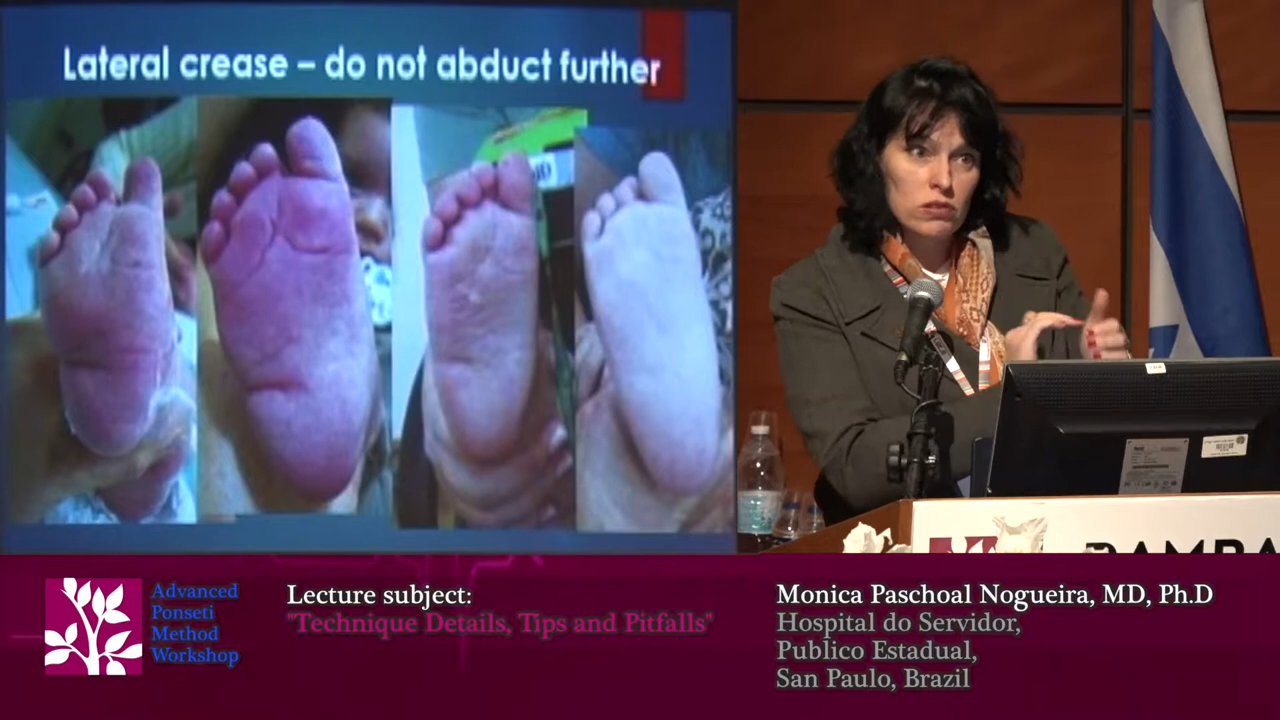 Lateral crease – do not abduct further
Advanced
Ponseti
Method
Workshop
Lecture subject:
"Technique Details, Tips and Pitfalls"
Monica Paschoal Nogueira, MD, Ph.D
Hospital do Servidor,
Publico Estadual,
San Paulo, Brazil